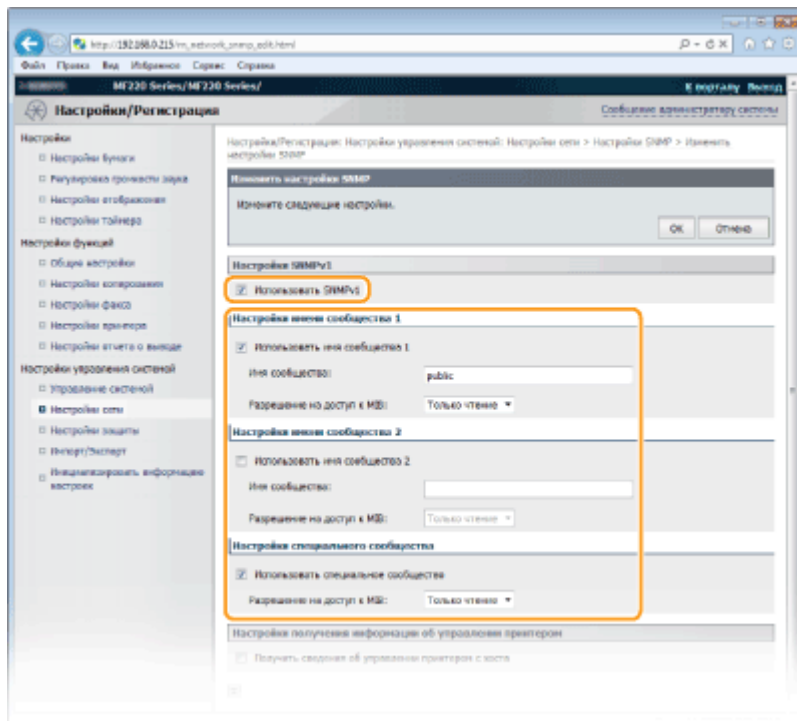 http://192.168.0.215/m_network_snmp_edit.html
Файл Правка Вид Избранное Сервис Справка
MF220 Series/MF220 Series/
К порталу Выход
Настройки/Регистрация
Сообщение администратору системы
Настройки
Настройки бумаги
Регулировка громкости звука
Настройки отображения
Настройки таймера
Настройки функций
Общие настройки
Настройки копирования
Настройки факса
Настройки принтера
Настройки отчета о выводе
Настройки управления системой
Управление системой
Настройки сети
Настройки защиты
Импорт/Экспорт
Инициализировать информацию
настроек
Настройки/Регистрация: Настройки управления системой: Настройки сети > Настройки SNMP > Изменить
настройки SNMP
Изменить настройки SNMP
Измените следующие настройки.
OK Отмена
Настройки SNMPv1
Использовать SNMPv1
Настройки имени сообщества 1
Использовать имя сообщества 1
Имя сообщества: public
Разрешение на доступ к MIB: Только чтение
Настройки имени сообщества 2
Использовать имя сообщества 2
Имя сообщества:
Разрешение на доступ к MIB: Только чтение
Настройки специального сообщества
Использовать специальное сообщество
Разрешение на доступ к MIB: Только чтение
Настройки получения информации об управлении принтером
Получать сведения об управлении принтером с хоста